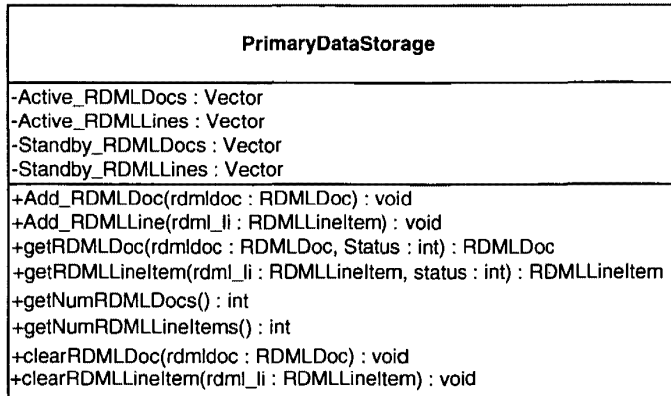 PrimaryDataStorage
-Active_RDMLDocs : Vector
-Active_RDMLLines : Vector
-Standby_RDMLDocs : Vector
-Standby_RDMLLines : Vector
+Add_RDMLDoc(rdmldoc : RDMLDoc) : void
+Add_RDMLLine(rdml_li : RDMLLineItem) : void
+getRDMLDoc(rdmldoc : RDMLDoc, Status : int) : RDMLDoc
+getRDMLLineItem(rdml_li : RDMLLineItem, status : int) : RDMLLineItem
+getNumRDMLDocs() : int
+getNumRDMLLineItems() : int
+clearRDMLDoc(rdmldoc : RDMLDoc) : void
+clearRDMLLineItem(rdml_li : RDMLLineItem) : void